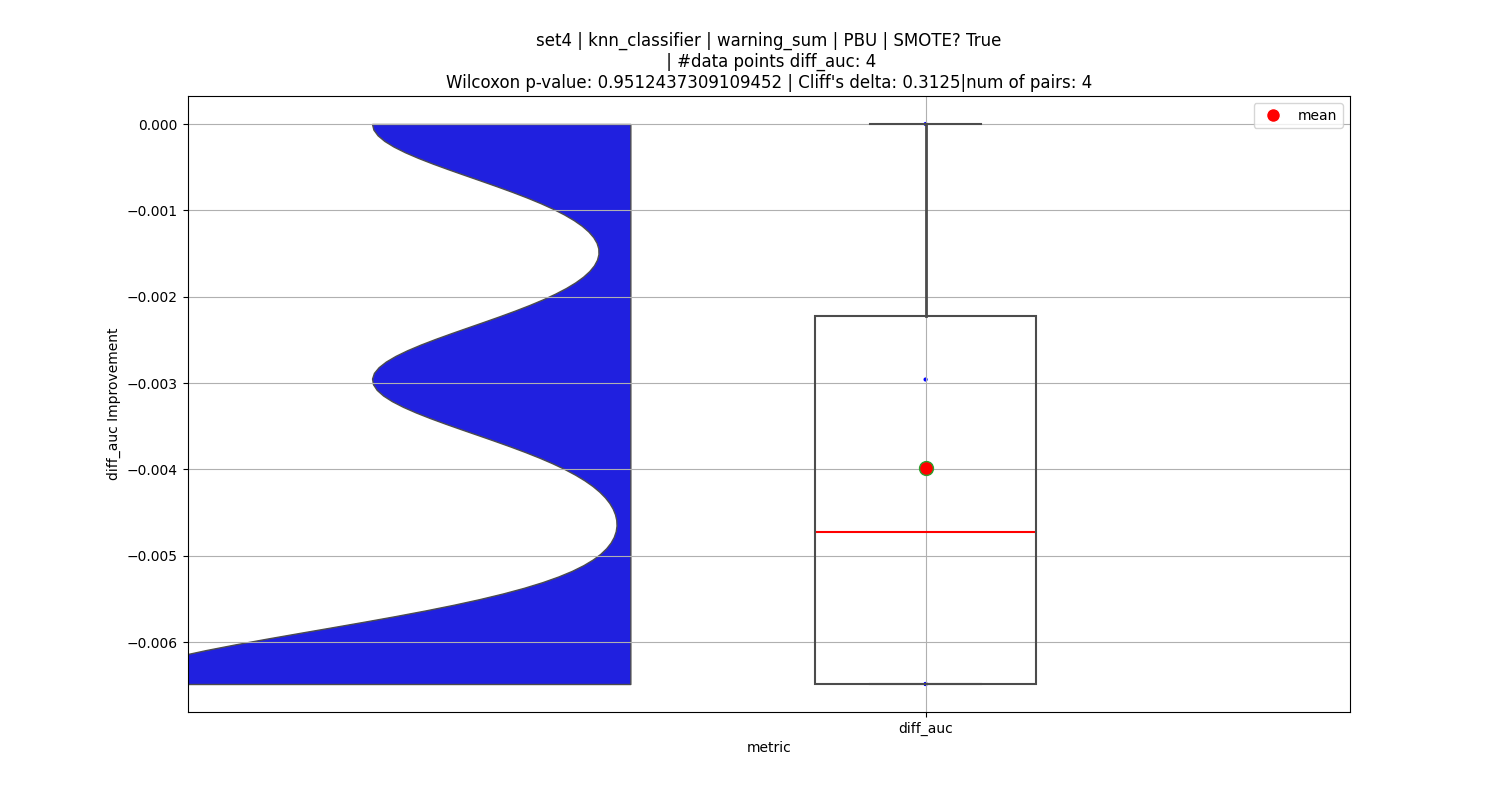 set4 | knn_classifier | warning_sum | PBU | SMOTE? True
| #data points diff_auc: 4
Wilcoxon p-value: 0.9512437309109452 | Cliff's delta: 0.3125|num of pairs: 4
mean
0.000
−0.001
−0.002
−0.003
−0.004
−0.005
−0.006
diff_auc Improvement
diff_auc
metric